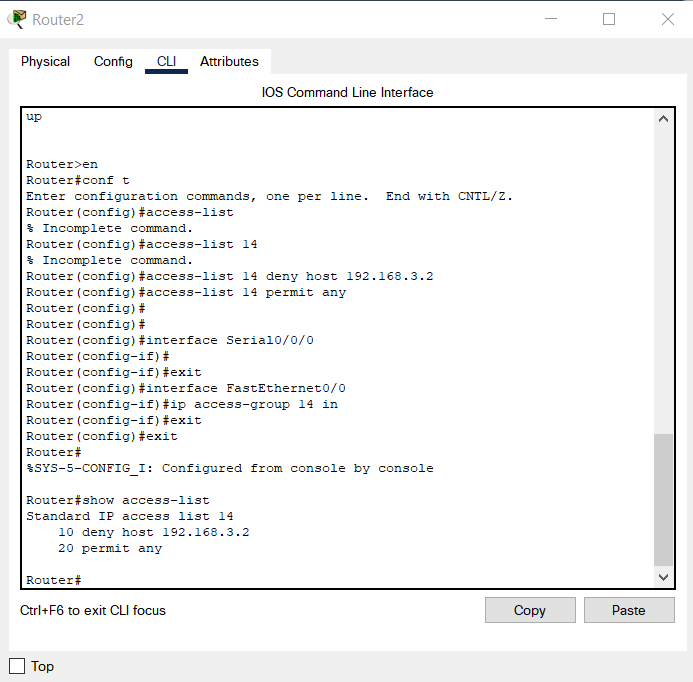 Router2
Physical Config CLI Attributes
IOS Command Line Interface
up
Router>en
Router#conf t
Enter configuration commands, one per line.  End with CNTL/Z.
Router(config)#access-list
% Incomplete command.
Router(config)#access-list 14
% Incomplete command.
Router(config)#access-list 14 deny host 192.168.3.2
Router(config)#access-list 14 permit any
Router(config)#
Router(config)#
Router(config)#interface Serial0/0/0
Router(config-if)#
Router(config-if)#exit
Router(config)#interface FastEthernet0/0
Router(config-if)#ip access-group 14 in
Router(config-if)#exit
Router(config)#exit
Router#
%SYS-5-CONFIG_I: Configured from console by console
Router#show access-list
Standard IP access list 14
    10 deny host 192.168.3.2
    20 permit any
Router#
Ctrl+F6 to exit CLI focus
Copy Paste
Top